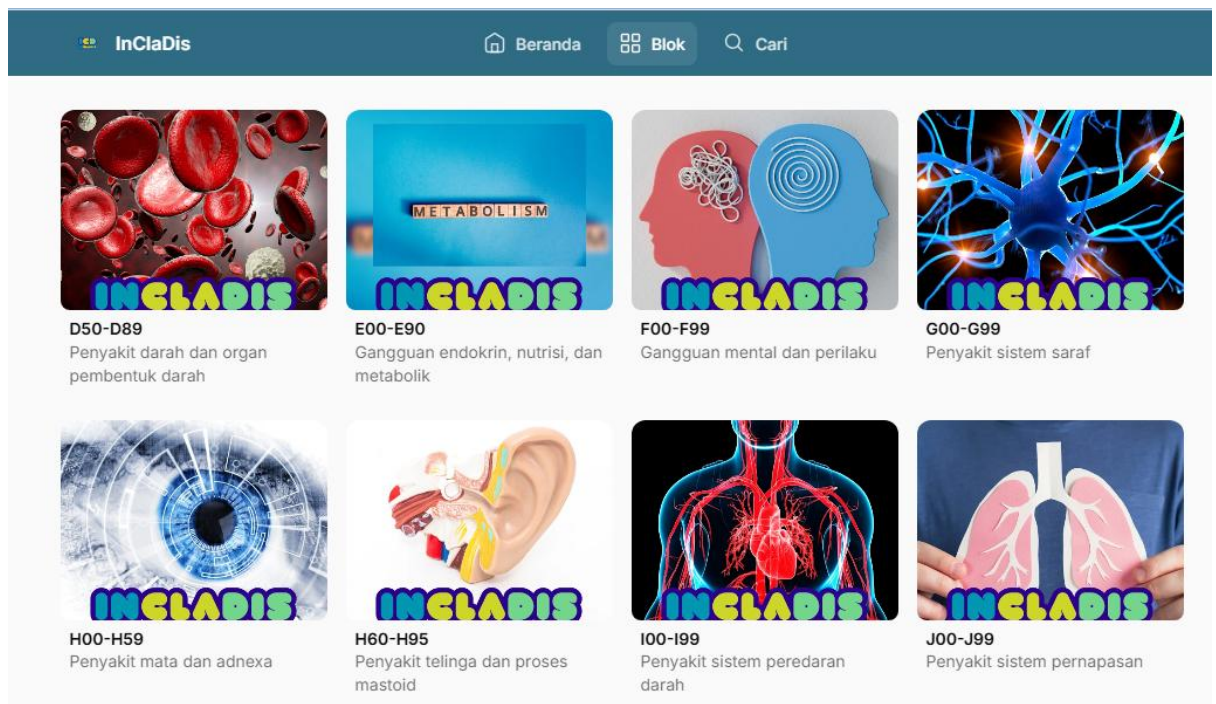 InClaDis
Beranda
Blok
Cari
METABOLISM
INCLADIS
INCLADIS
INCLADIS
INCLADIS
D50-D89
Penyakit darah dan organ
pembentuk darah
E00-E90
Gangguan endokrin, nutrisi, dan
metabolik
F00-F99
Gangguan mental dan perilaku
G00-G99
Penyakit sistem saraf
INCLADIS
INCLADIS
INCLADIS
INCLADIS
H00-H59
Penyakit mata dan adnexa
H60-H95
Penyakit telinga dan proses
mastoid
I00-I99
Penyakit sistem peredaran
darah
J00-J99
Penyakit sistem pernapasan